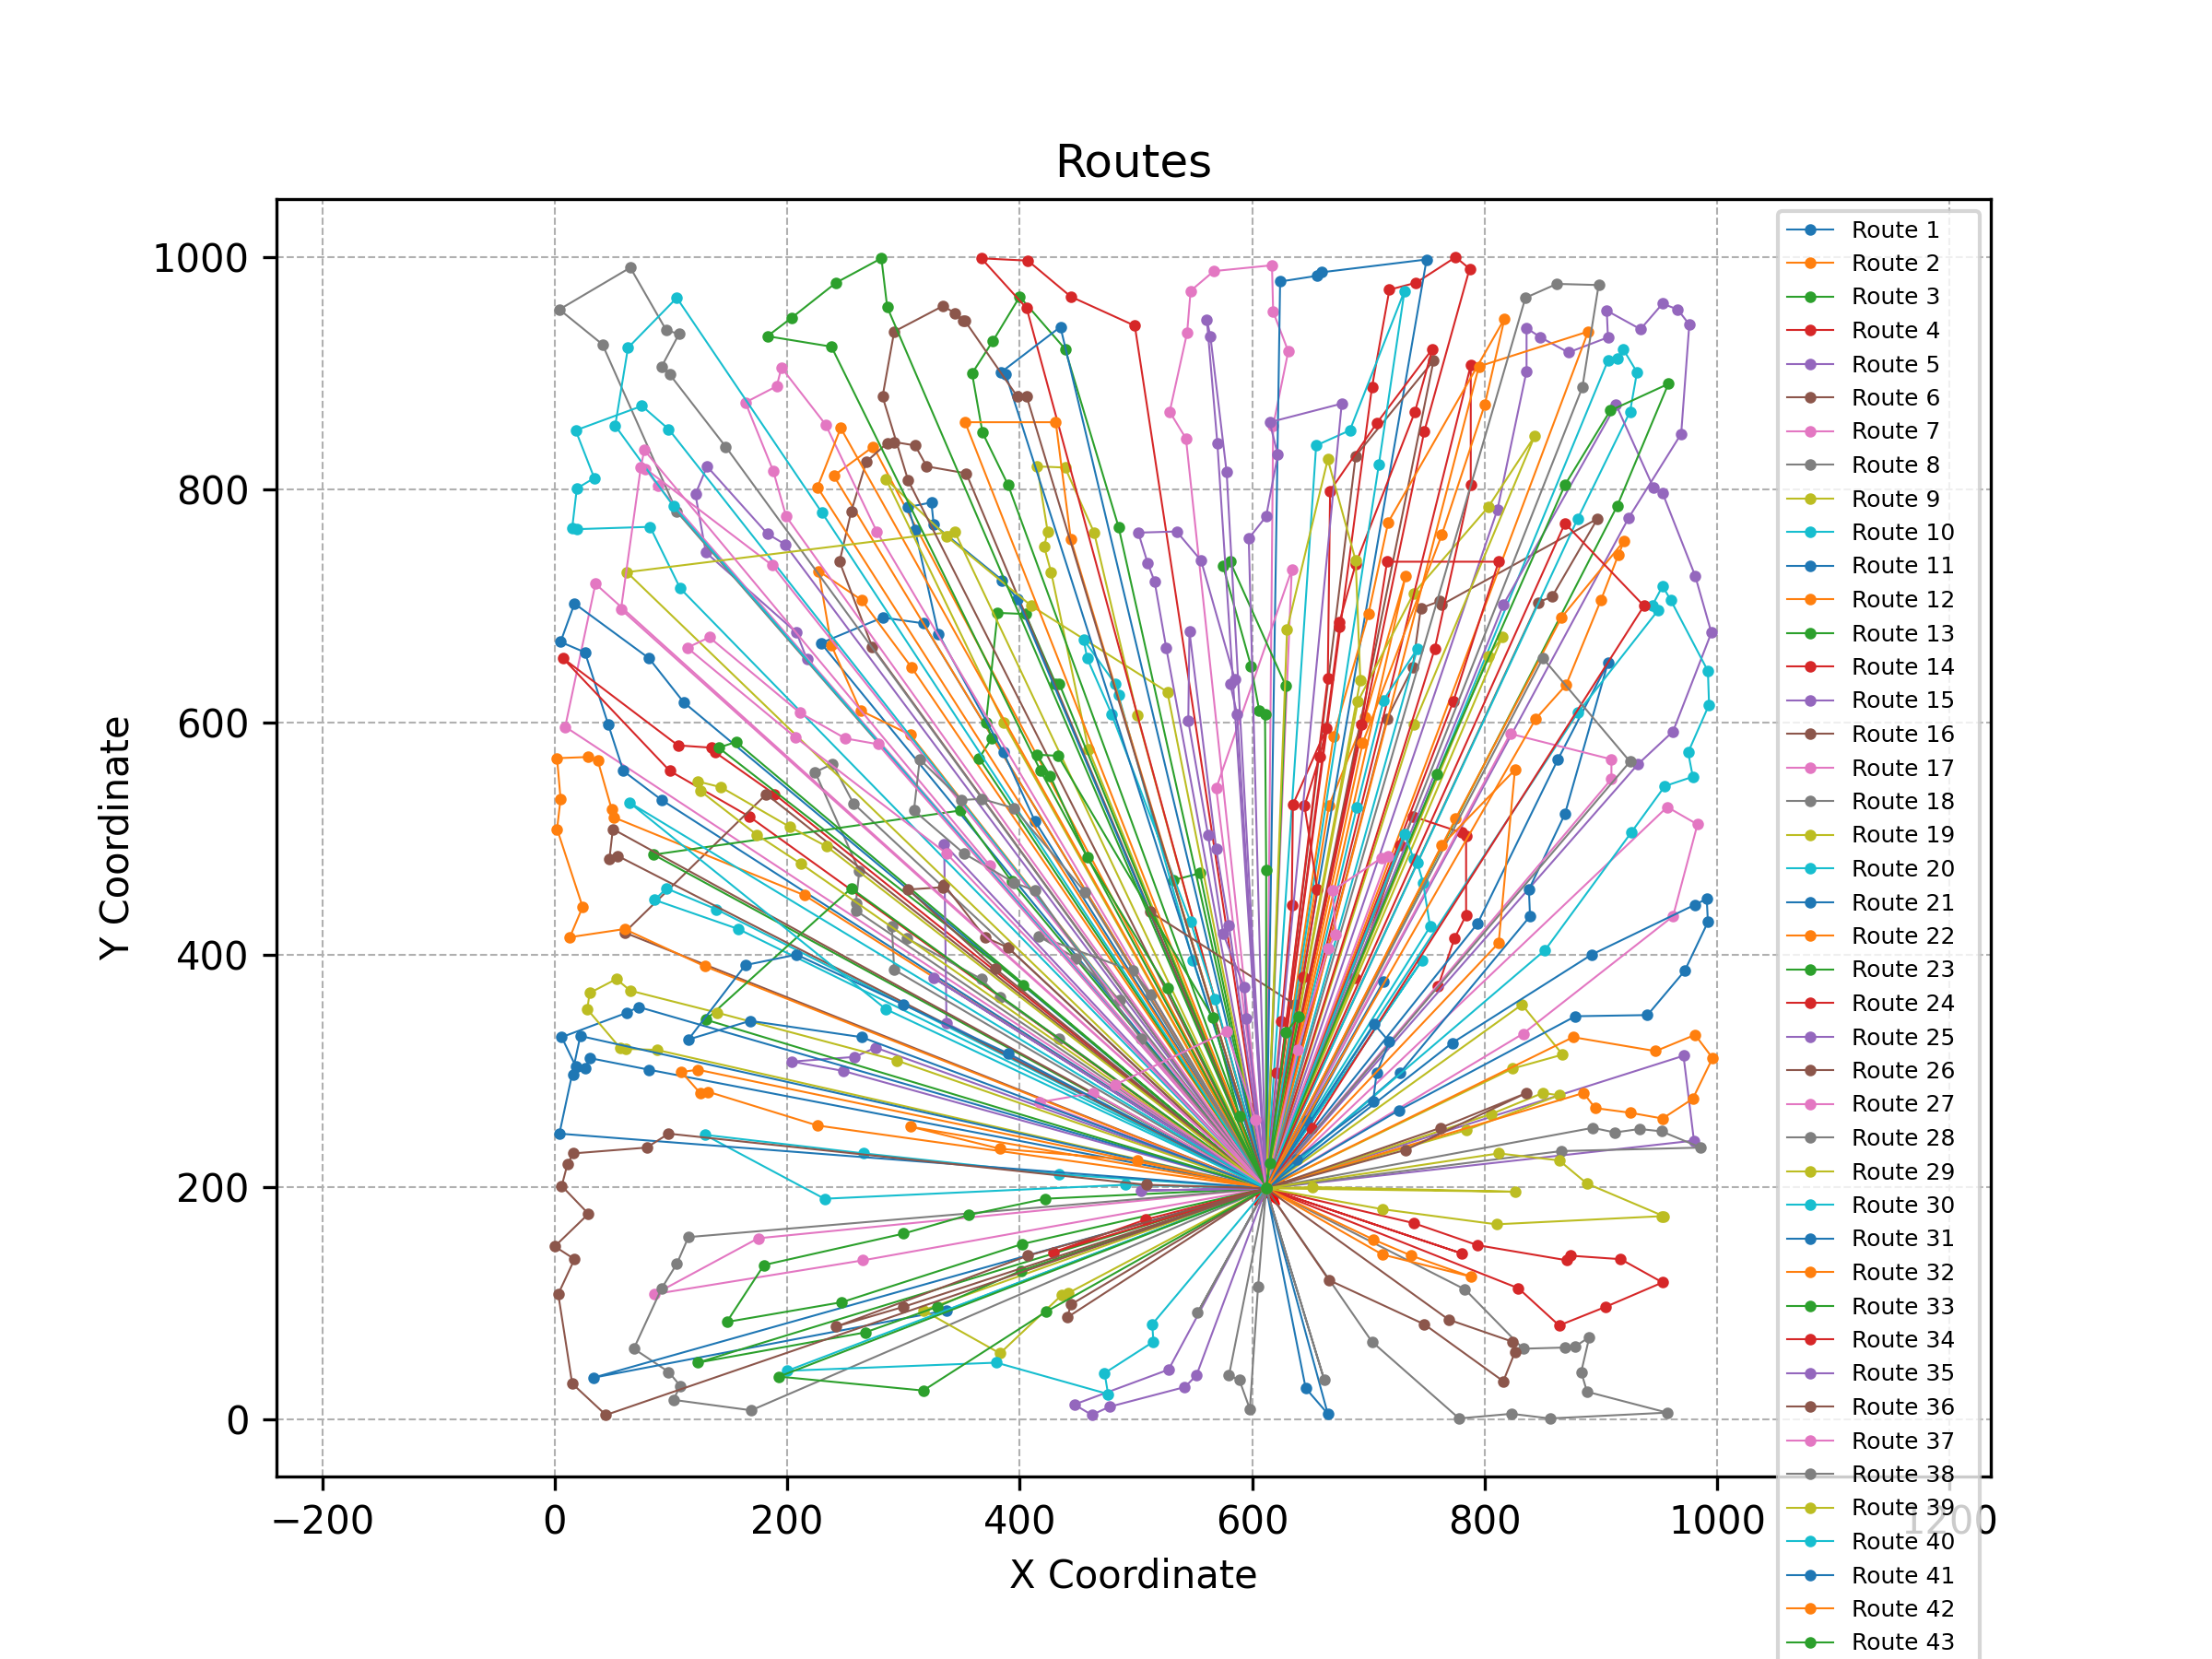 Routes
1000
800
600
400
200
0
Y Coordinate
−200
0
200
400
600
800
1000
1200
X Coordinate
Route 1
Route 2
Route 3
Route 4
Route 5
Route 6
Route 7
Route 8
Route 9
Route 10
Route 11
Route 12
Route 13
Route 14
Route 15
Route 16
Route 17
Route 18
Route 19
Route 20
Route 21
Route 22
Route 23
Route 24
Route 25
Route 26
Route 27
Route 28
Route 29
Route 30
Route 31
Route 32
Route 33
Route 34
Route 35
Route 36
Route 37
Route 38
Route 39
Route 40
Route 41
Route 42
Route 43